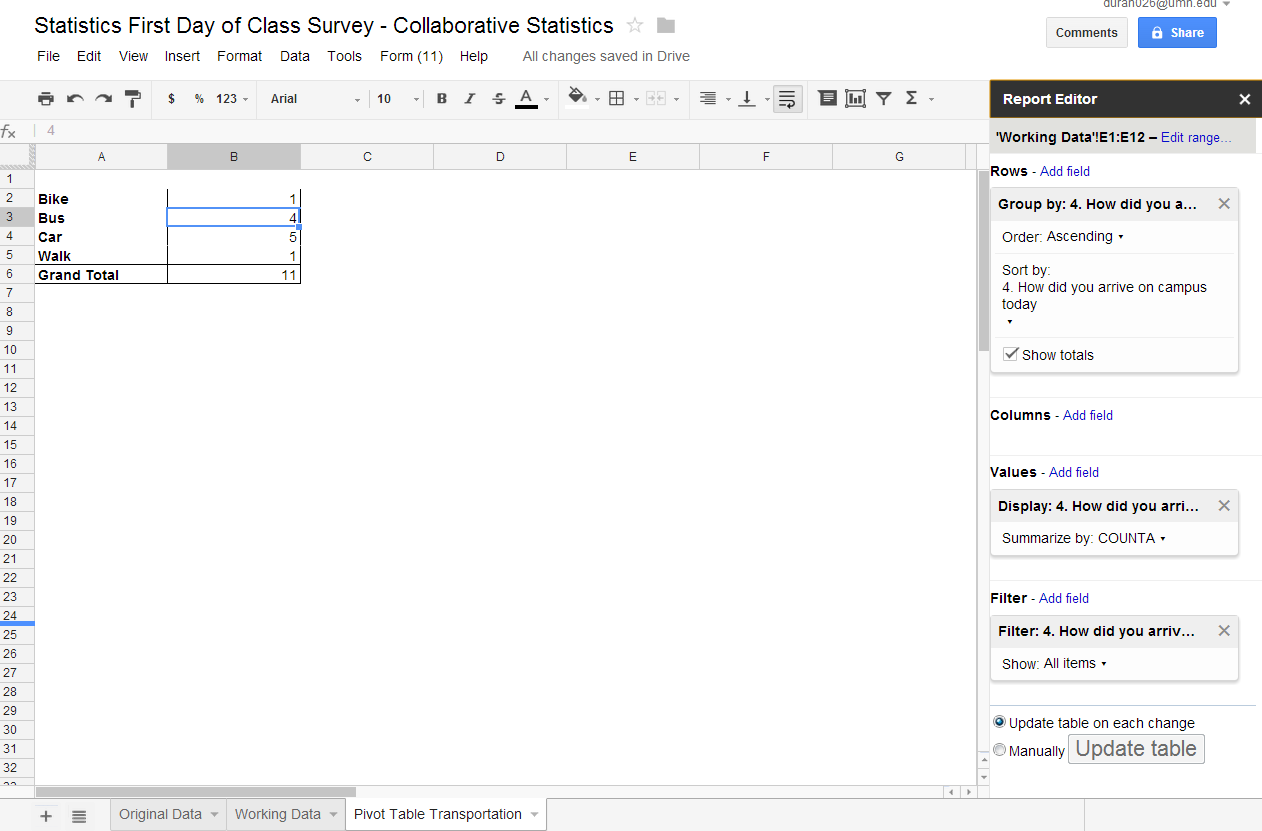 duran026@umn.edu
Statistics First Day of Class Survey - Collaborative Statistics
Comments
Share
File Edit View Insert Format Data Tools Form (11) Help All changes saved in Drive
$ % 123 Arial 10 B I S A Σ
Report Editor
fx 4
'Working Data'!E1:E12 – Edit range...
A B C D E F G
Rows - Add field
1
2 Bike 1
3 Bus 4
4 Car 5
5 Walk 1
6 Grand Total 11
7
8
9
10
11
12
13
14
15
16
17
18
19
20
21
22
23
24
25
26
27
28
29
30
31
32
33
Group by: 4. How did you a...
Order: Ascending
Sort by:
4. How did you arrive on campus
today
Show totals
Columns - Add field
Values - Add field
Display: 4. How did you arri...
Summarize by: COUNTA
Filter - Add field
Filter: 4. How did you arriv...
Show: All items
Update table on each change
Manually Update table
Original Data Working Data Pivot Table Transportation